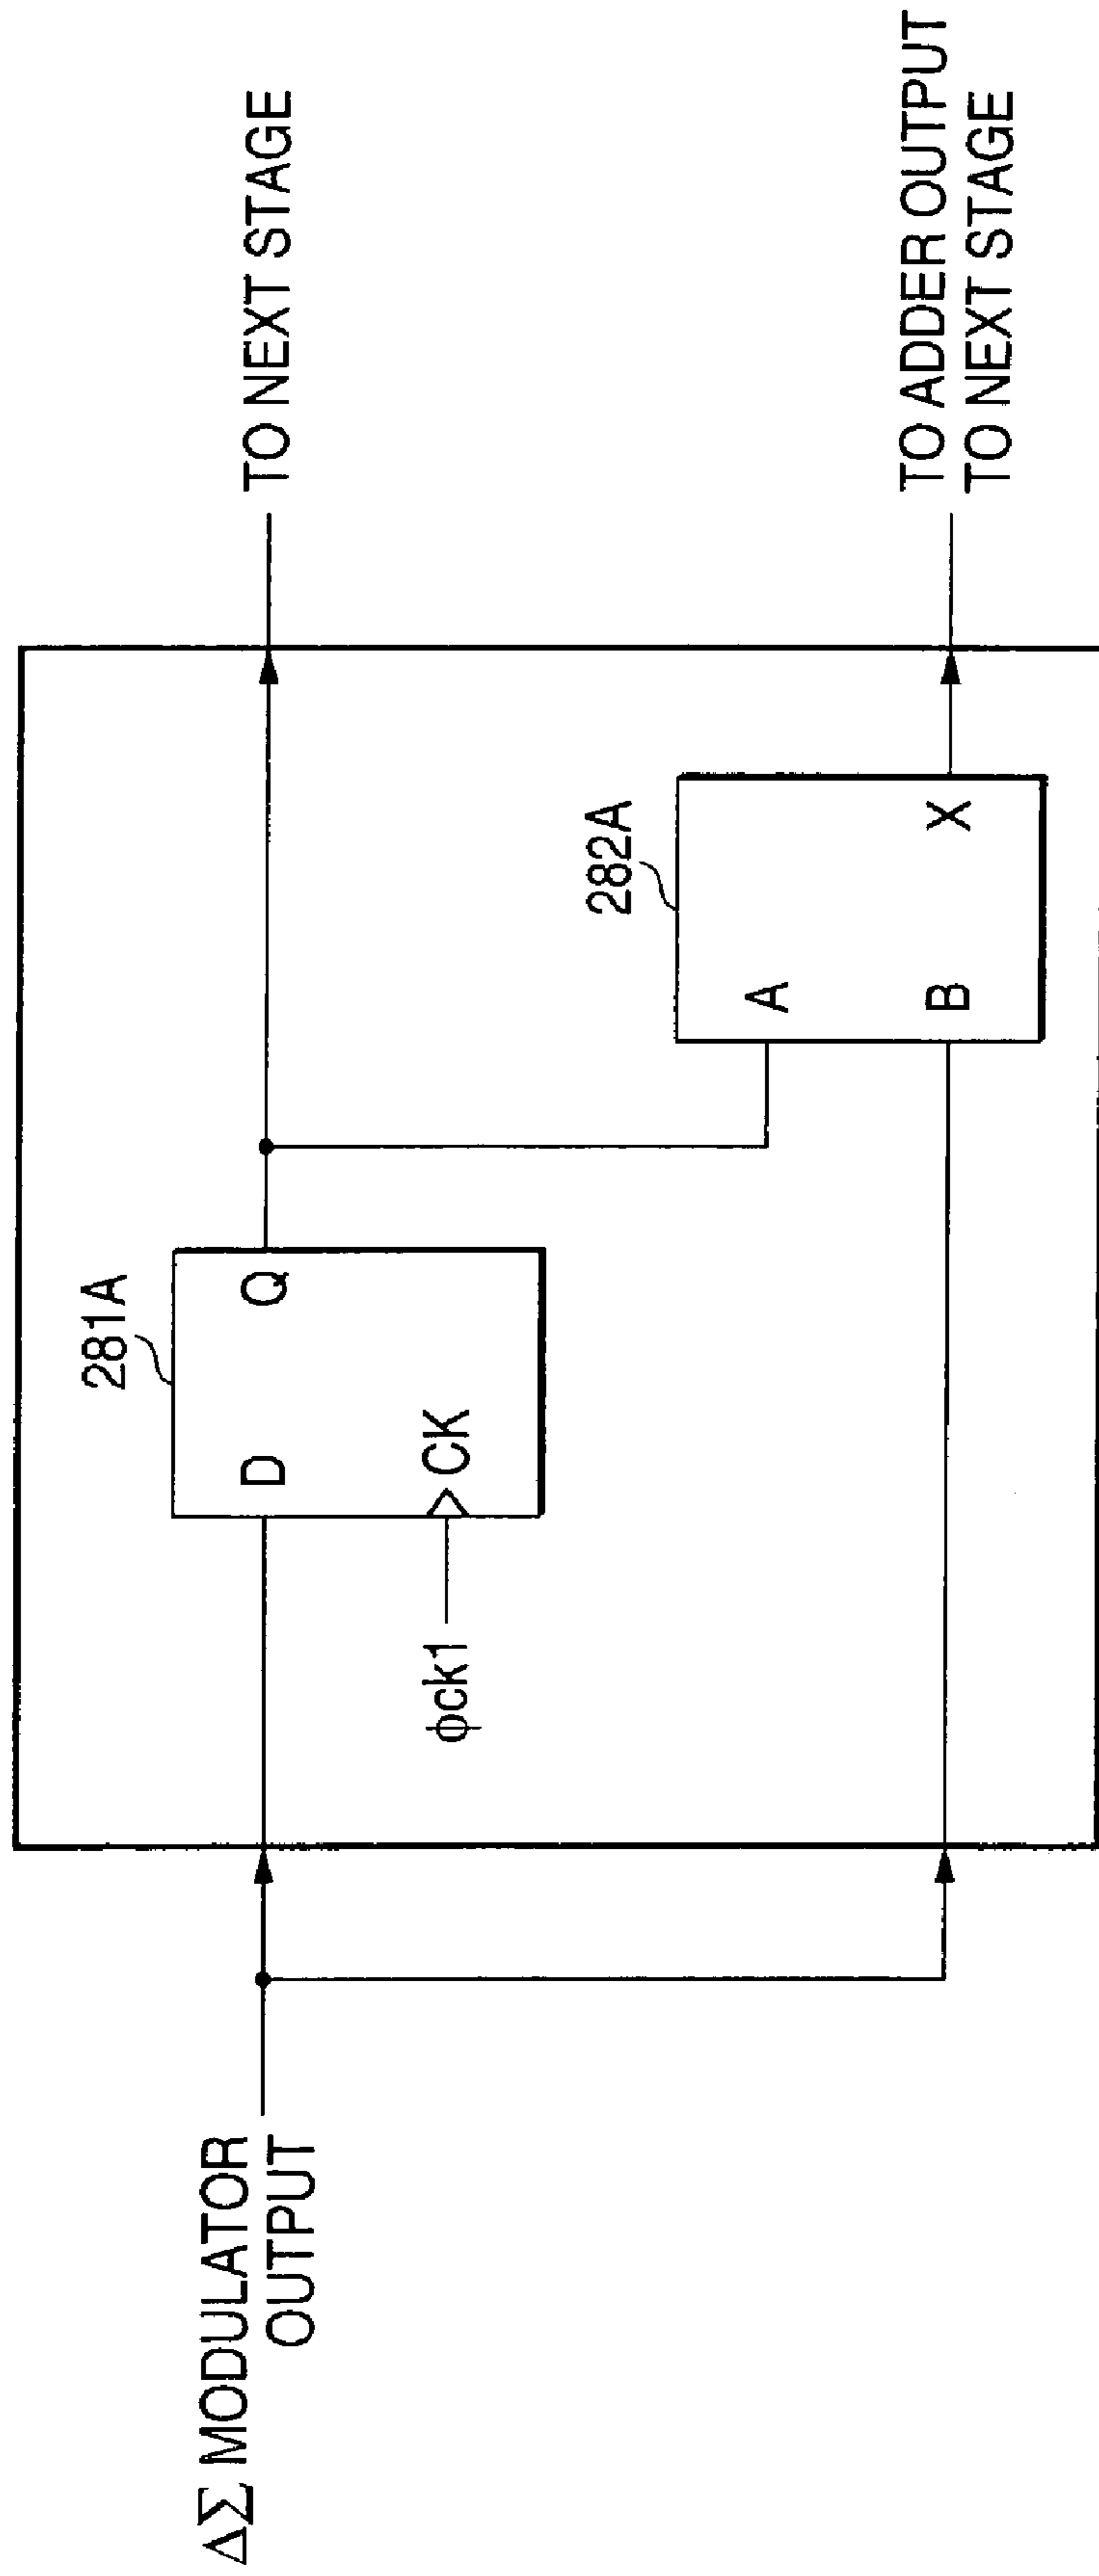 ΔΣ MODULATOR
OUTPUT
281A
D
Q
CK
φck1
282A
A
B
X
TO NEXT STAGE
TO ADDER OUTPUT
TO NEXT STAGE